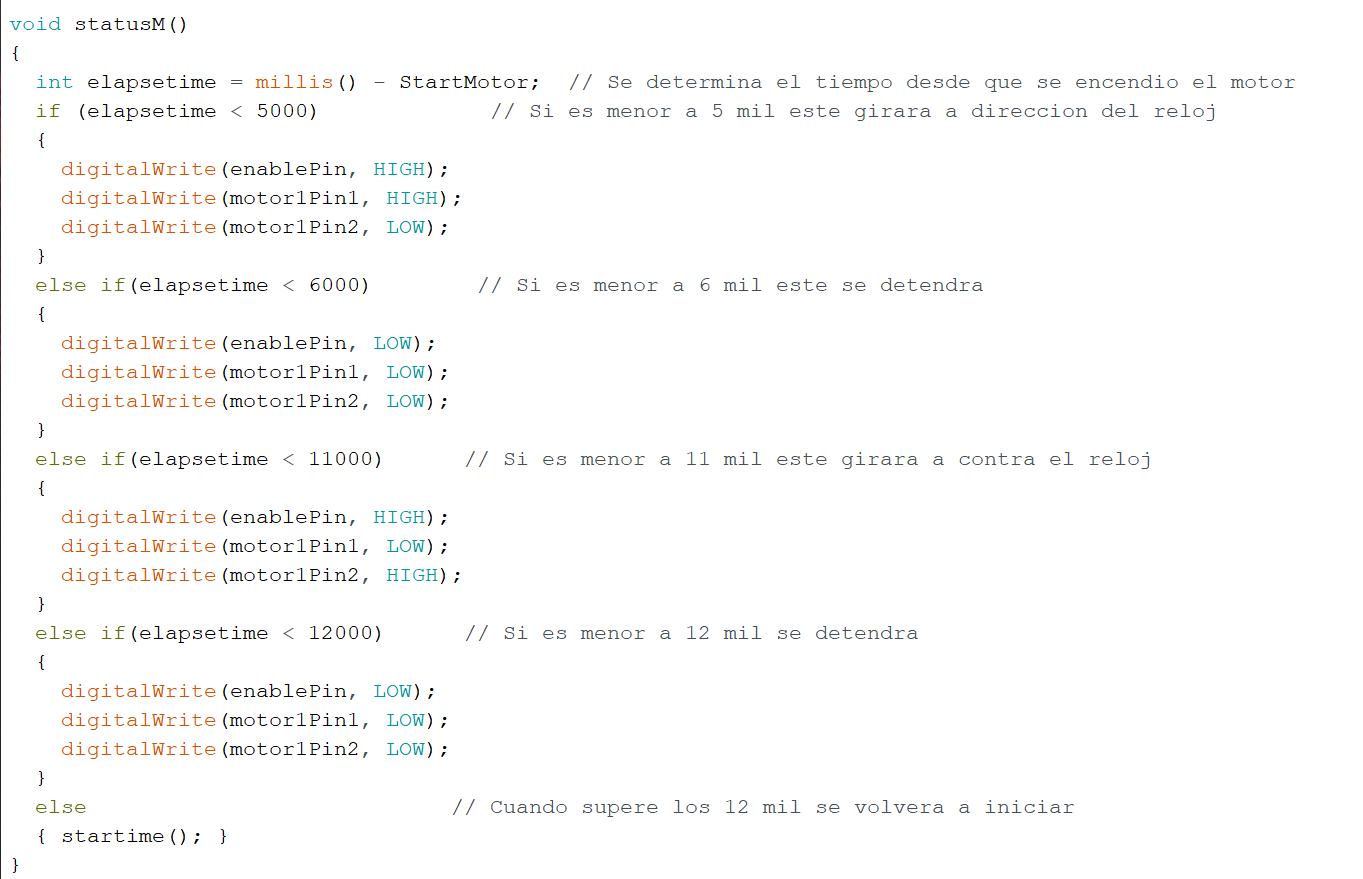 void statusM()
{
  int elapsetime = millis() - StartMotor;  // Se determina el tiempo desde que se encendio el motor
  if (elapsetime < 5000)             // Si es menor a 5 mil este girara a direccion del reloj
  {
    digitalWrite(enablePin, HIGH);
    digitalWrite(motor1Pin1, HIGH);
    digitalWrite(motor1Pin2, LOW);
  }
  else if(elapsetime < 6000)        // Si es menor a 6 mil este se detendra
  {
    digitalWrite(enablePin, LOW);
    digitalWrite(motor1Pin1, LOW);
    digitalWrite(motor1Pin2, LOW);
  }
  else if(elapsetime < 11000)      // Si es menor a 11 mil este girara a contra el reloj
  {
    digitalWrite(enablePin, HIGH);
    digitalWrite(motor1Pin1, LOW);
    digitalWrite(motor1Pin2, HIGH);
  }
  else if(elapsetime < 12000)      // Si es menor a 12 mil se detendra
  {
    digitalWrite(enablePin, LOW);
    digitalWrite(motor1Pin1, LOW);
    digitalWrite(motor1Pin2, LOW);
  }
  else                            // Cuando supere los 12 mil se volvera a iniciar
  { startime(); }
}